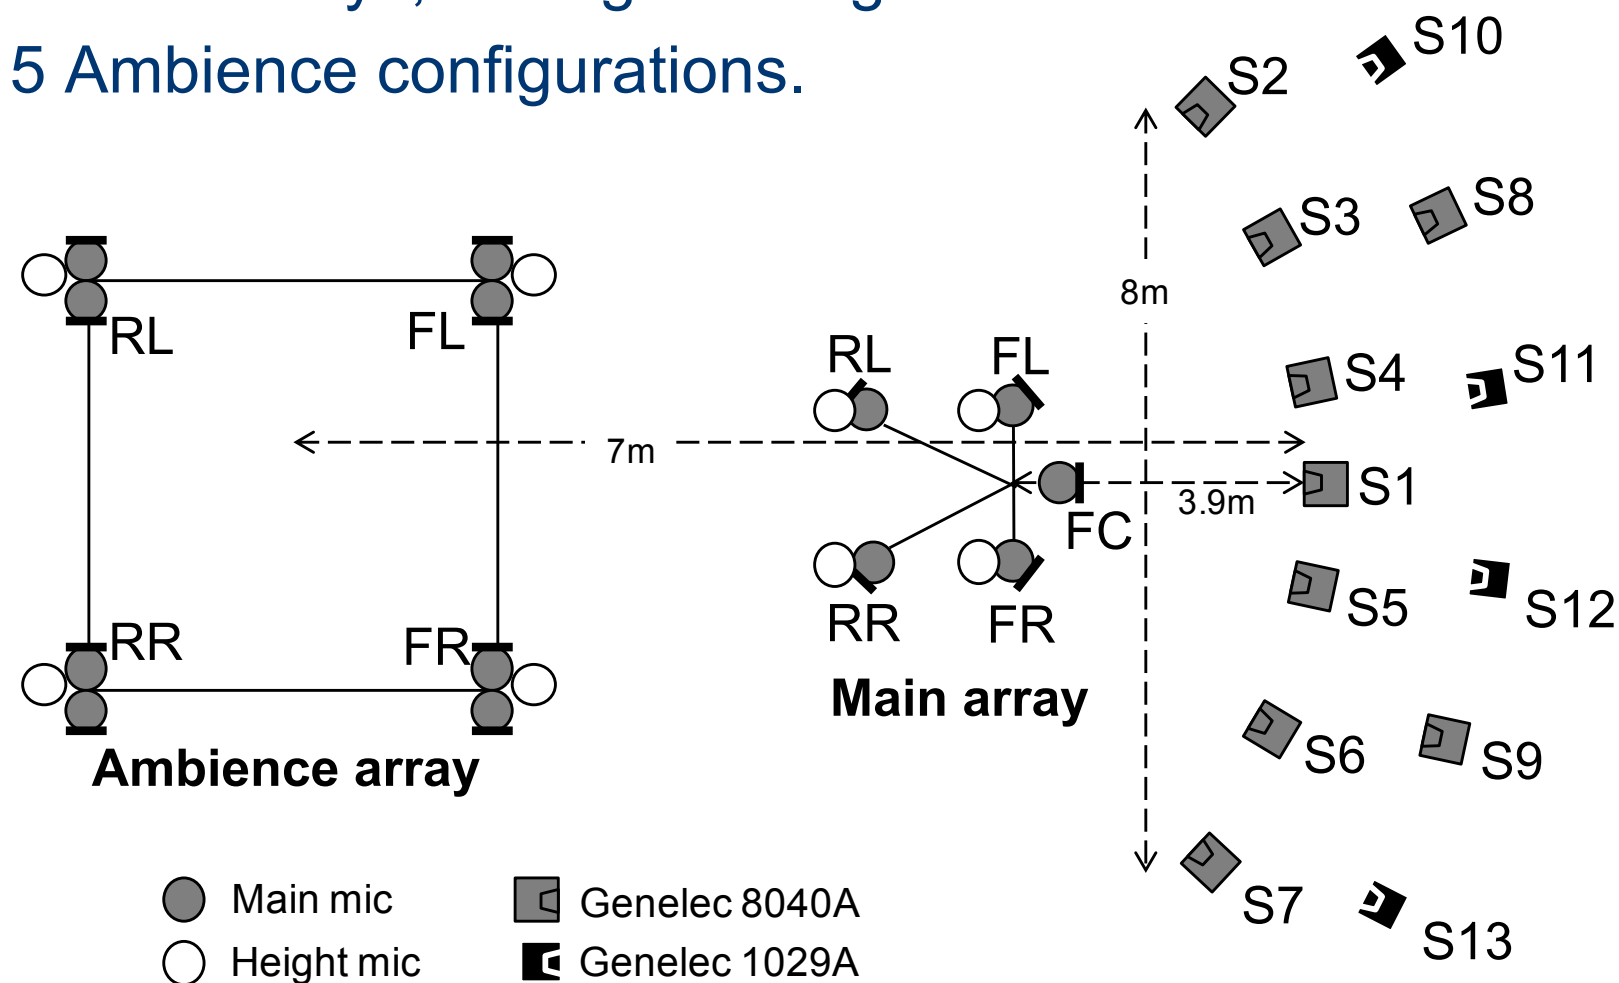 5 Ambience configurations.
S10
S2
S3
S8
8m
RL
FL
RL
FL
S4
S11
7m
S1
3.9m
FC
RR
FR
RR
FR
S5
S12
Main array
Ambience array
S6
S9
S7
S13
Main mic
Genelec 8040A
Height mic
Genelec 1029A